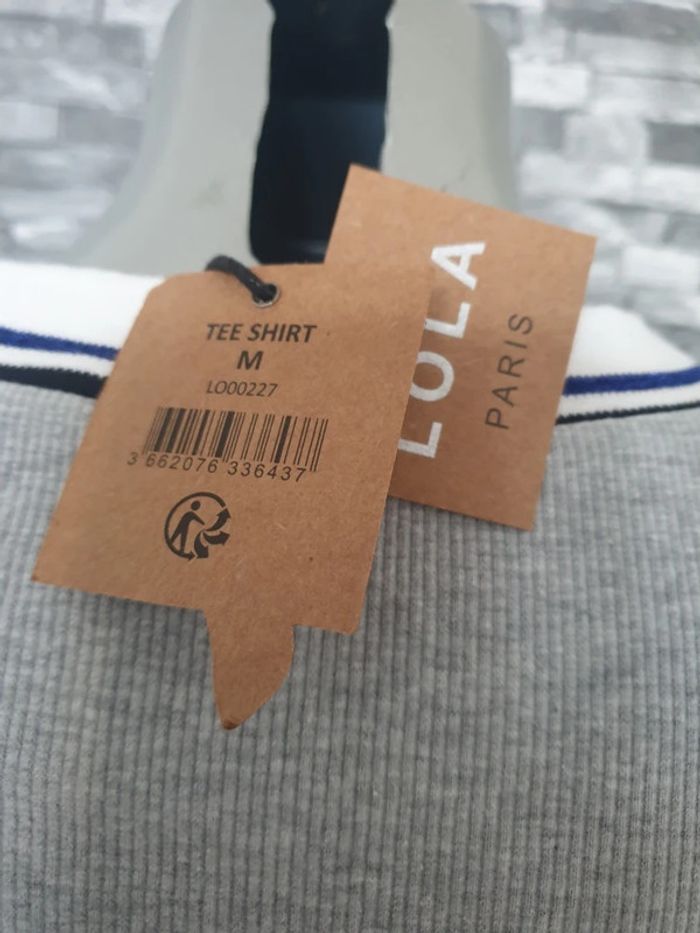 TEE SHIRT
M
LO00227
3 662076 336437
LOLA
PARIS